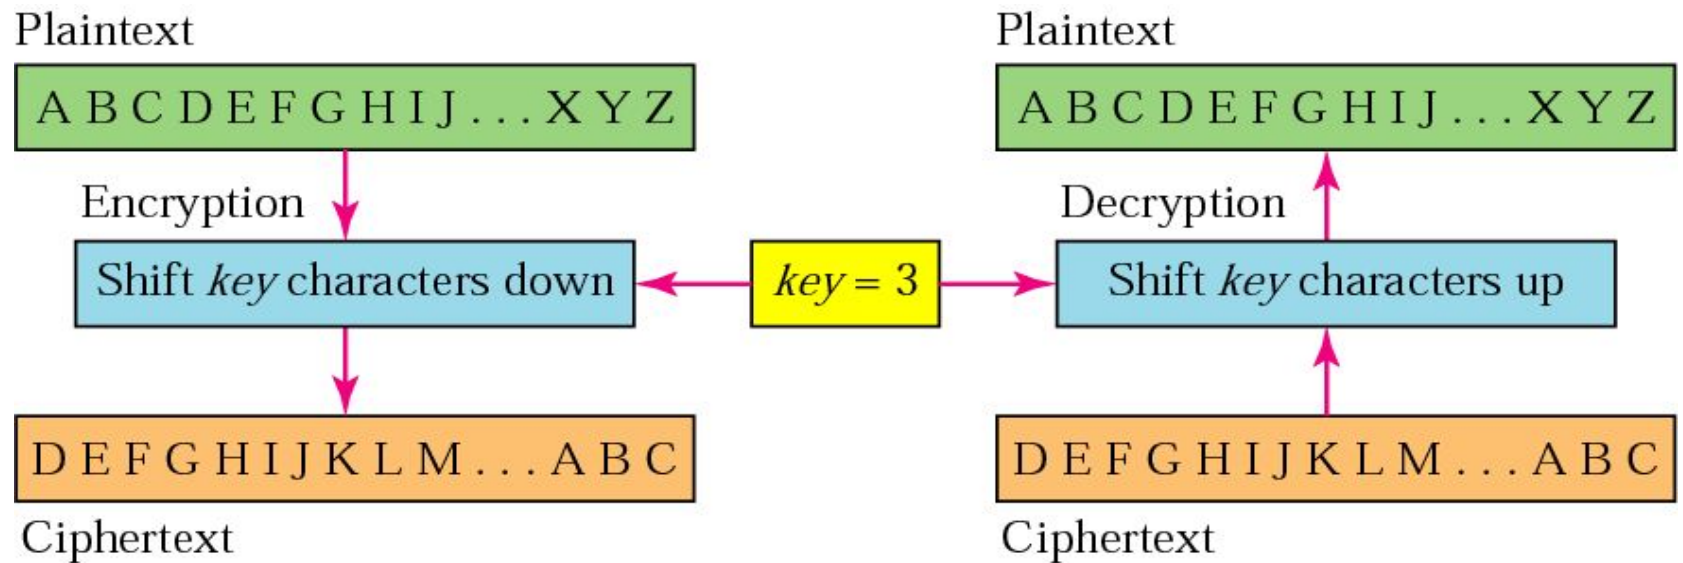 Plaintext
A B C D E F G H I J . . . X Y Z
Encryption
Shift key characters down
D E F G H I J K L M . . . A B C
Ciphertext
key = 3
Plaintext
A B C D E F G H I J . . . X Y Z
Decryption
Shift key characters up
D E F G H I J K L M . . . A B C
Ciphertext